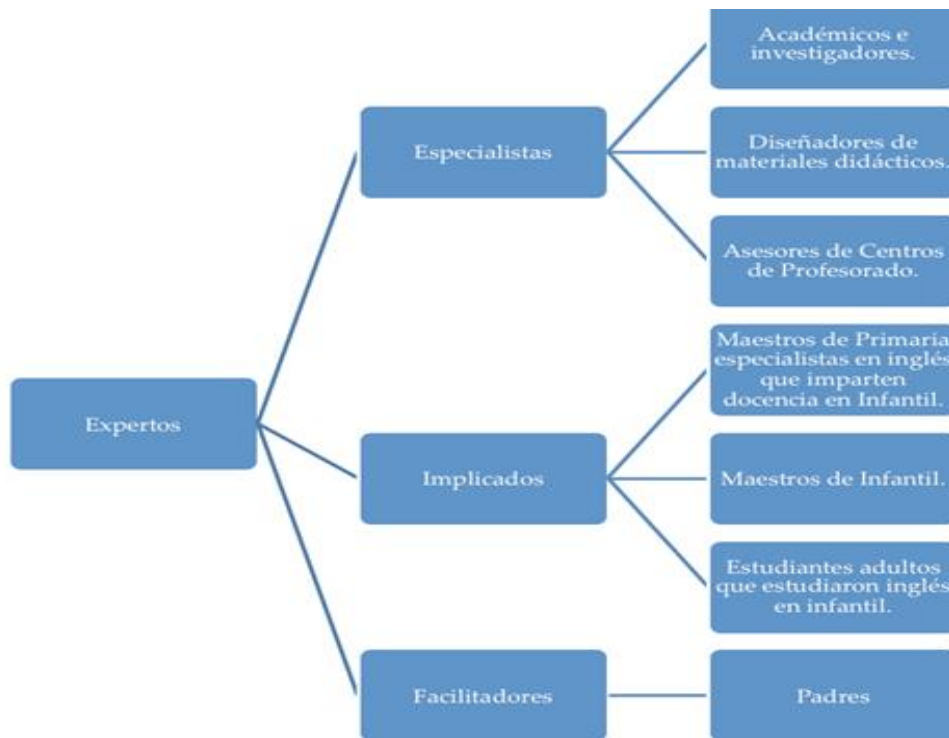 Expertos
Especialistas
Académicos e
investigadores.
Diseñadores de
materiales didácticos.
Asesores de Centros
de Profesorado.
Implicados
Maestros de Primaria
especialistas en inglés
que imparten
docencia en Infantil.
Maestros de Infantil.
Estudiantes adultos
que estudiaron inglés
en infantil.
Facilitadores
Padres